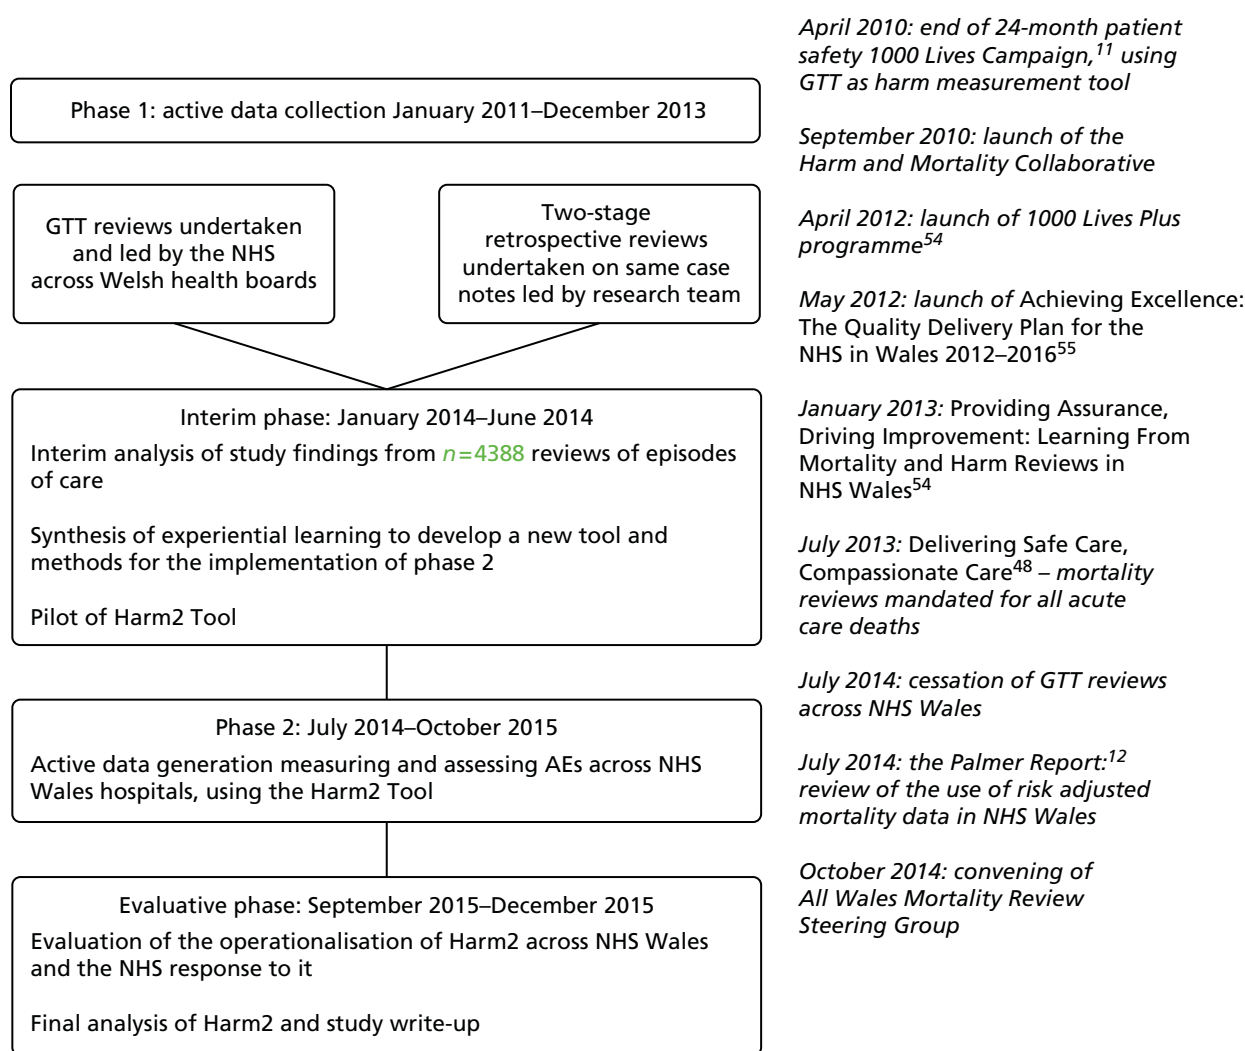 Phase 1: active data collection January 2011–December 2013
GTT reviews undertaken
and led by the NHS
across Welsh health boards
Two-stage
retrospective reviews
undertaken on same case
notes led by research team
Interim phase: January 2014–June 2014
Interim analysis of study findings from n=4388 reviews of episodes
of care
Synthesis of experiential learning to develop a new tool and
methods for the implementation of phase 2
Pilot of Harm2 Tool
Phase 2: July 2014–October 2015
Active data generation measuring and assessing AEs across NHS
Wales hospitals, using the Harm2 Tool
Evaluative phase: September 2015–December 2015
Evaluation of the operationalisation of Harm2 across NHS Wales
and the NHS response to it
Final analysis of Harm2 and study write-up
April 2010: end of 24-month patient
safety 1000 Lives Campaign,11 using
GTT as harm measurement tool
September 2010: launch of the
Harm and Mortality Collaborative
April 2012: launch of 1000 Lives Plus
programme54
May 2012: launch of Achieving Excellence:
The Quality Delivery Plan for the
NHS in Wales 2012–201655
January 2013: Providing Assurance,
Driving Improvement: Learning From
Mortality and Harm Reviews in
NHS Wales54
July 2013: Delivering Safe Care,
Compassionate Care48 – mortality
reviews mandated for all acute
care deaths
July 2014: cessation of GTT reviews
across NHS Wales
July 2014: the Palmer Report:12
review of the use of risk adjusted
mortality data in NHS Wales
October 2014: convening of
All Wales Mortality Review
Steering Group